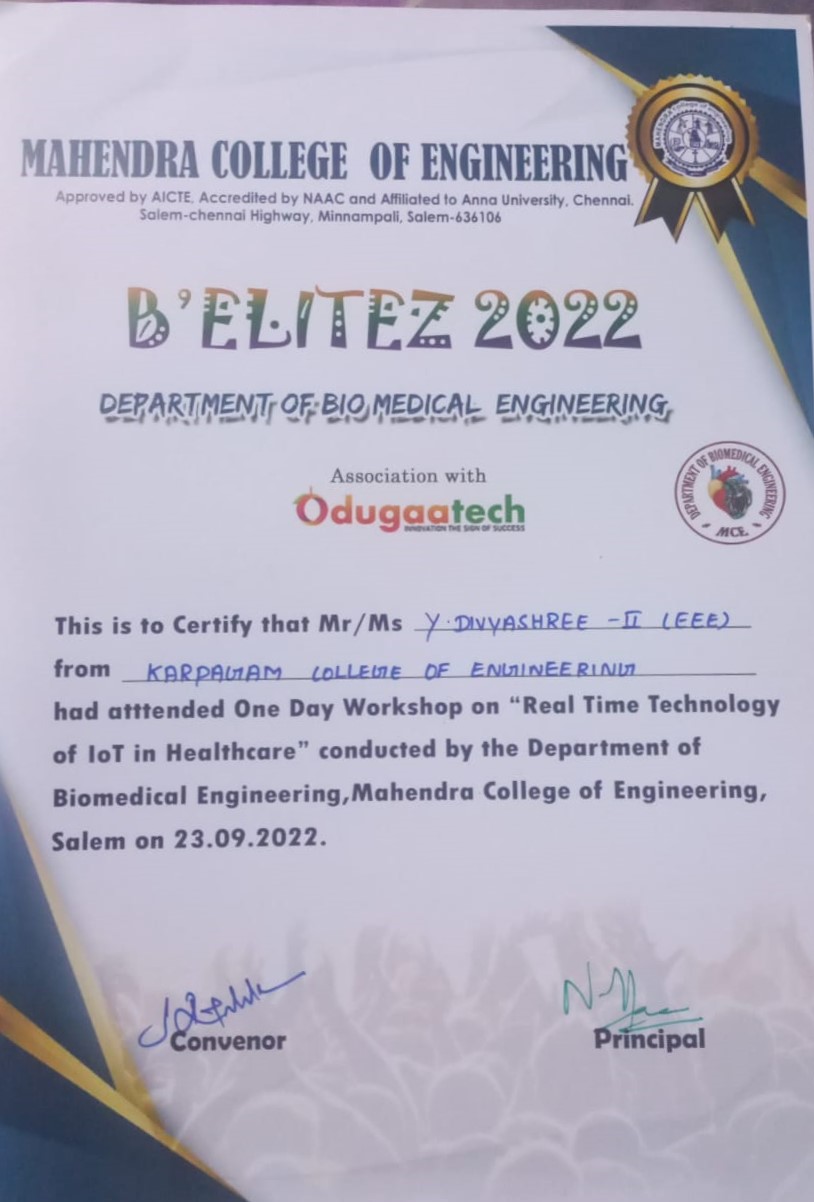 MAHENDRA COLLEGE OF ENGINEERING
Approved by AICTE, Accredited by NAAC and Affiliated to Anna University, Chennai.
Salem-chennai Highway, Minnampali, Salem-636106
B'ELITEZ 2022
DEPARTMENT OF BIO MEDICAL ENGINEERING
Association with
Odugaatech
INNOVATION THE SIGN OF SUCCESS
DEPARTMENT OF BIOMEDICAL ENGINEERING
MCE.
This is to Certify that Mr/Ms Y. DIVYASHREE - II (EEE)
from KARPAGAM COLLEGE OF ENGINEERING
had atttended One Day Workshop on “Real Time Technology
of IoT in Healthcare” conducted by the Department of
Biomedical Engineering,Mahendra College of Engineering,
Salem on 23.09.2022.
Convenor
Principal